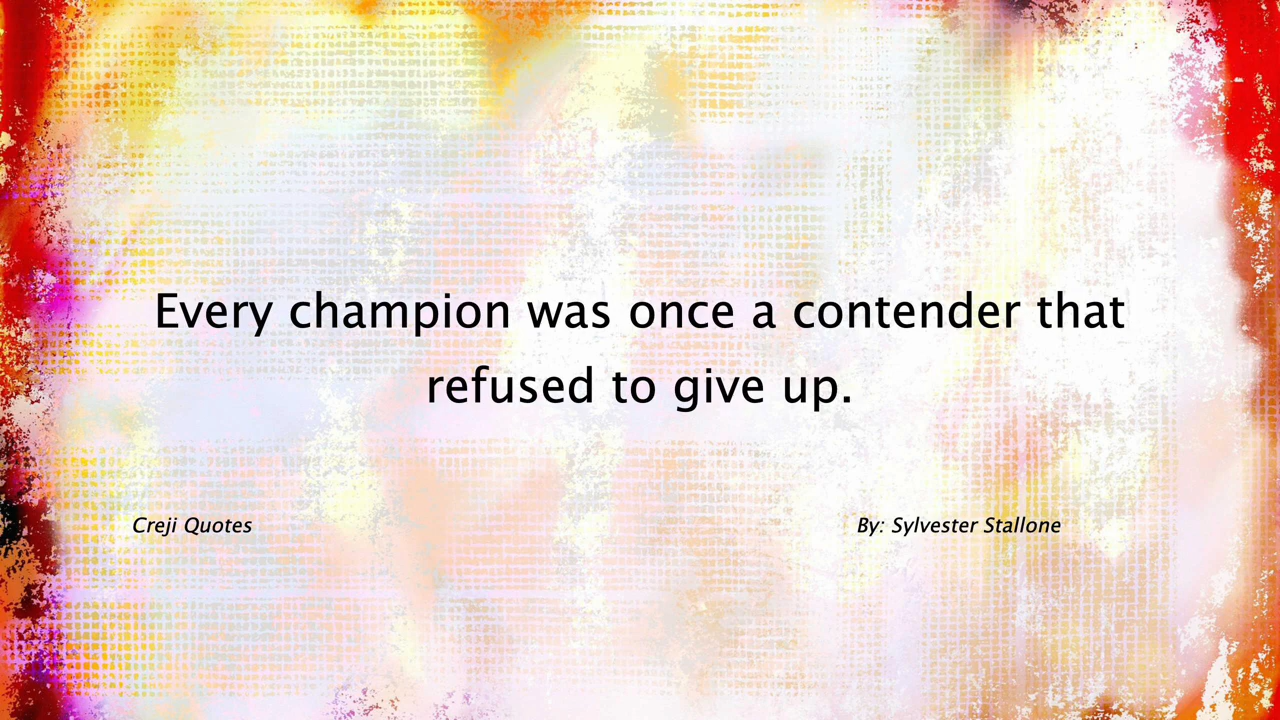 Every champion was once a contender that
refused to give up.
Creji Quotes
By: Sylvester Stallone